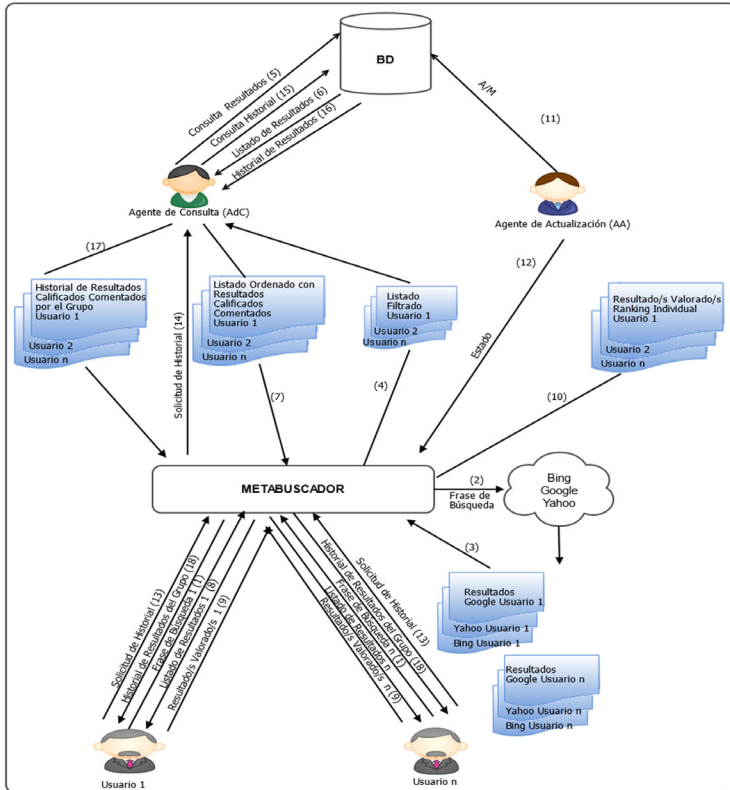 BD
Consulta Resultados (5)
Consulta Historial (15)
Listado de Resultados (6)
Historial de Resultados (16)
A/M
(11)
Agente de Consulta (AdC)
Agente de Actualización (AA)
(17)
Historial de Resultados
Calificados Comentados
por el Grupo
Usuario 1
Usuario 2
Usuario n
Solicitud de Historial (14)
Listado Ordenado con
Resultados
Calificados
Comentados
Usuario 1
Usuario 2
Usuario n
Listado
Filtrado
Usuario 1
Usuario 2
Usuario n
(12)
Estado
Resultado/s Valorado/s
Ranking Individual
Usuario 1
Usuario 2
Usuario n
(7)
(4)
(10)
METABUSCADOR
(2)
Frase de
Búsqueda
Bing
Google
Yahoo
(3)
Solicitud de Historial (13)
Historial de Resultados del Grupo (18)
Frase de Búsqueda 1 (1)
Listado de Resultados 1 (8)
Resultado/s Valorado/s 1 (9)
Solicitud de Historial (13)
Historial de Resultados del Grupo (18)
Frase de Búsqueda n (1)
Listado de Resultados n
Resultado/s Valorado/s n (9)
Resultados
Google Usuario 1
Yahoo Usuario 1
Bing Usuario 1
Resultados
Google Usuario n
Yahoo Usuario n
Bing Usuario n
Usuario 1
Usuario n